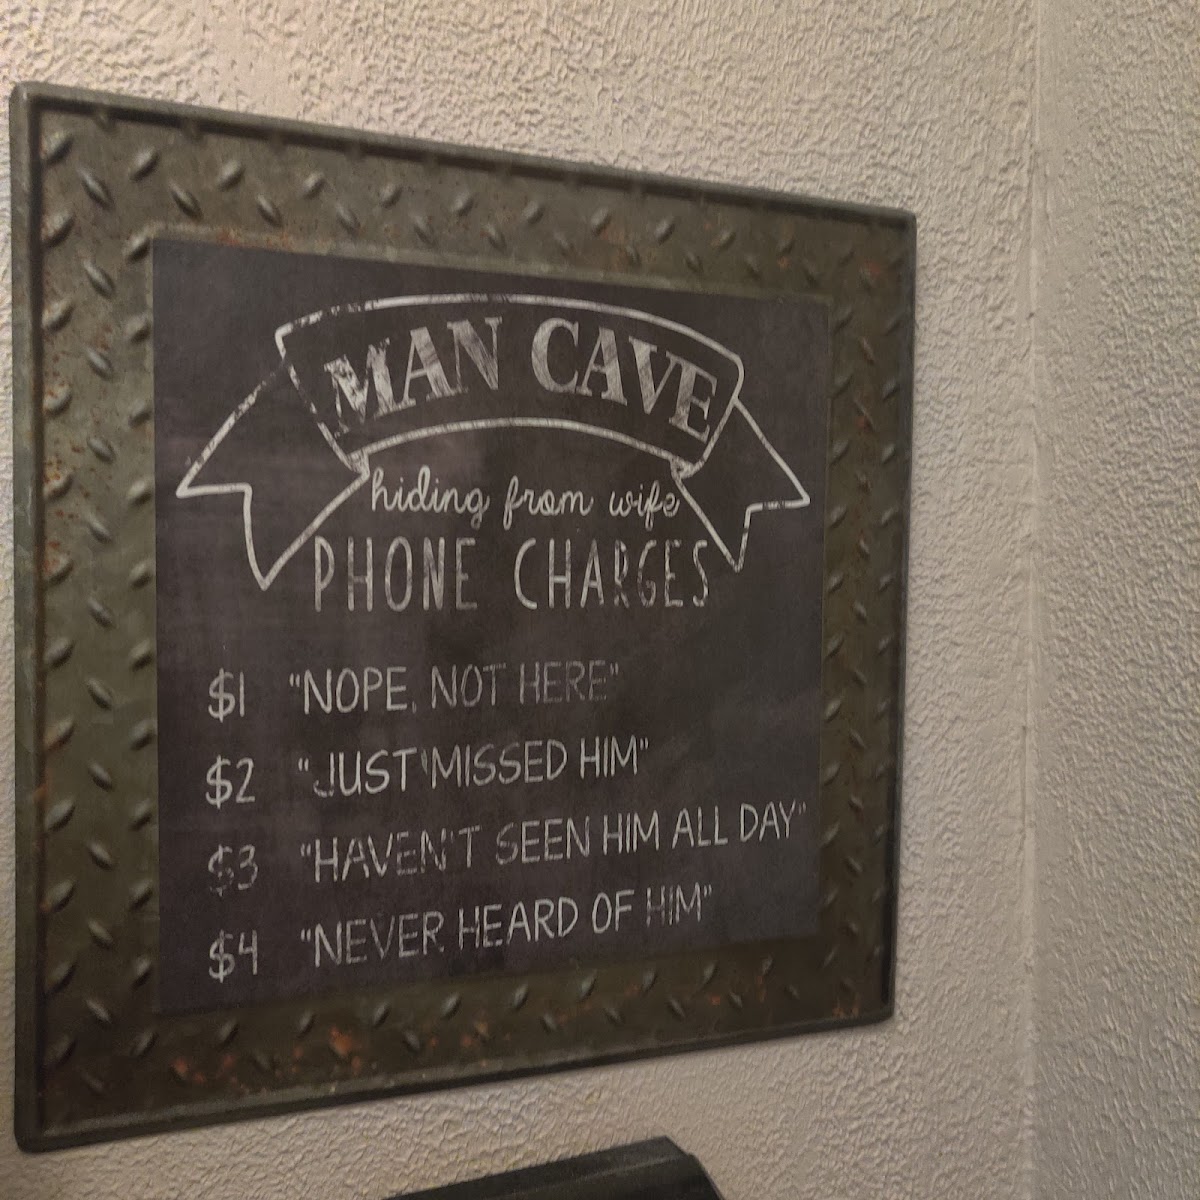 MAN CAVE
hiding from wife
PHONE CHARGES
$1 "NOPE, NOT HERE"
$2 "JUST MISSED HIM"
$3 "HAVEN'T SEEN HIM ALL DAY"
$4 "NEVER HEARD OF HIM"